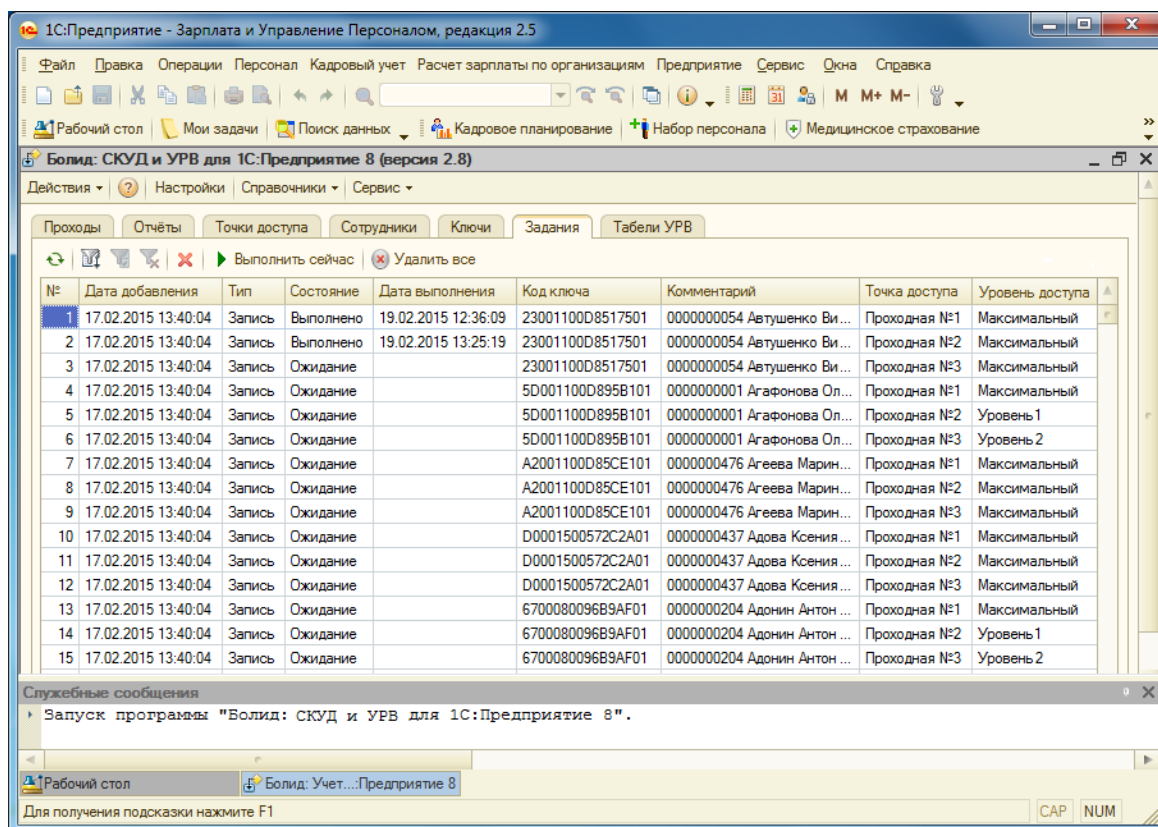 1С:Предприятие - Зарплата и Управление Персоналом, редакция 2.5
Файл Правка Операции Персонал Кадровый учет Расчет зарплаты по организациям Предприятие Сервис Окна Справка
M M+ M-
Рабочий стол Мои задачи Поиск данных Кадровое планирование Набор персонала Медицинское страхование
Болид: СКУД и УРВ для 1С:Предприятие 8 (версия 2.8)
Действия Настройки Справочники Сервис
Проходы Отчёты Точки доступа Сотрудники Ключи Задания Табели УРВ
Выполнить сейчас Удалить все
№ Дата добавления Тип Состояние Дата выполнения Код ключа Комментарий Точка доступа Уровень доступа
1 17.02.2015 13:40:04 Запись Выполнено 19.02.2015 12:36:09 23001100D8517501 0000000054 Автушенко Ви... Проходная №1 Максимальный
2 17.02.2015 13:40:04 Запись Выполнено 19.02.2015 13:25:19 23001100D8517501 0000000054 Автушенко Ви... Проходная №2 Максимальный
3 17.02.2015 13:40:04 Запись Ожидание 23001100D8517501 0000000054 Автушенко Ви... Проходная №3 Максимальный
4 17.02.2015 13:40:04 Запись Ожидание 5D001100D895B101 0000000001 Агафонова Ол... Проходная №1 Максимальный
5 17.02.2015 13:40:04 Запись Ожидание 5D001100D895B101 0000000001 Агафонова Ол... Проходная №2 Уровень1
6 17.02.2015 13:40:04 Запись Ожидание 5D001100D895B101 0000000001 Агафонова Ол... Проходная №3 Уровень2
7 17.02.2015 13:40:04 Запись Ожидание A2001100D85CE101 0000000476 Агеева Марин... Проходная №1 Максимальный
8 17.02.2015 13:40:04 Запись Ожидание A2001100D85CE101 0000000476 Агеева Марин... Проходная №2 Максимальный
9 17.02.2015 13:40:04 Запись Ожидание A2001100D85CE101 0000000476 Агеева Марин... Проходная №3 Максимальный
10 17.02.2015 13:40:04 Запись Ожидание D0001500572C2A01 0000000437 Адова Ксения... Проходная №1 Максимальный
11 17.02.2015 13:40:04 Запись Ожидание D0001500572C2A01 0000000437 Адова Ксения... Проходная №2 Максимальный
12 17.02.2015 13:40:04 Запись Ожидание D0001500572C2A01 0000000437 Адова Ксения... Проходная №3 Максимальный
13 17.02.2015 13:40:04 Запись Ожидание 6700080096B9AF01 0000000204 Адонин Антон ... Проходная №1 Максимальный
14 17.02.2015 13:40:04 Запись Ожидание 6700080096B9AF01 0000000204 Адонин Антон ... Проходная №2 Уровень1
15 17.02.2015 13:40:04 Запись Ожидание 6700080096B9AF01 0000000204 Адонин Антон ... Проходная №3 Уровень2
Служебные сообщения
Запуск программы "Болид: СКУД и УРВ для 1С:Предприятие 8".
Рабочий стол Болид: Учет...:Предприятие 8
Для получения подсказки нажмите F1 CAP NUM